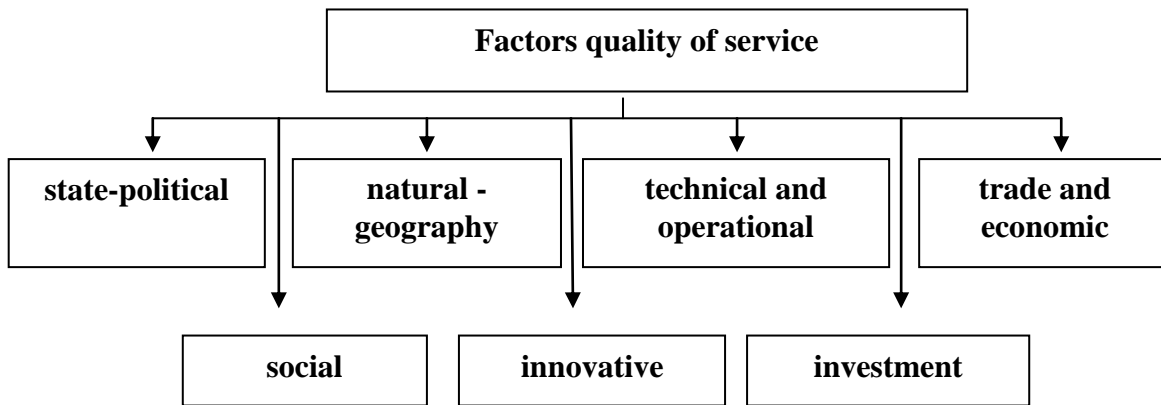 Factors quality of service
state-political
natural -
geography
technical and
operational
trade and
economic
social
innovative
investment